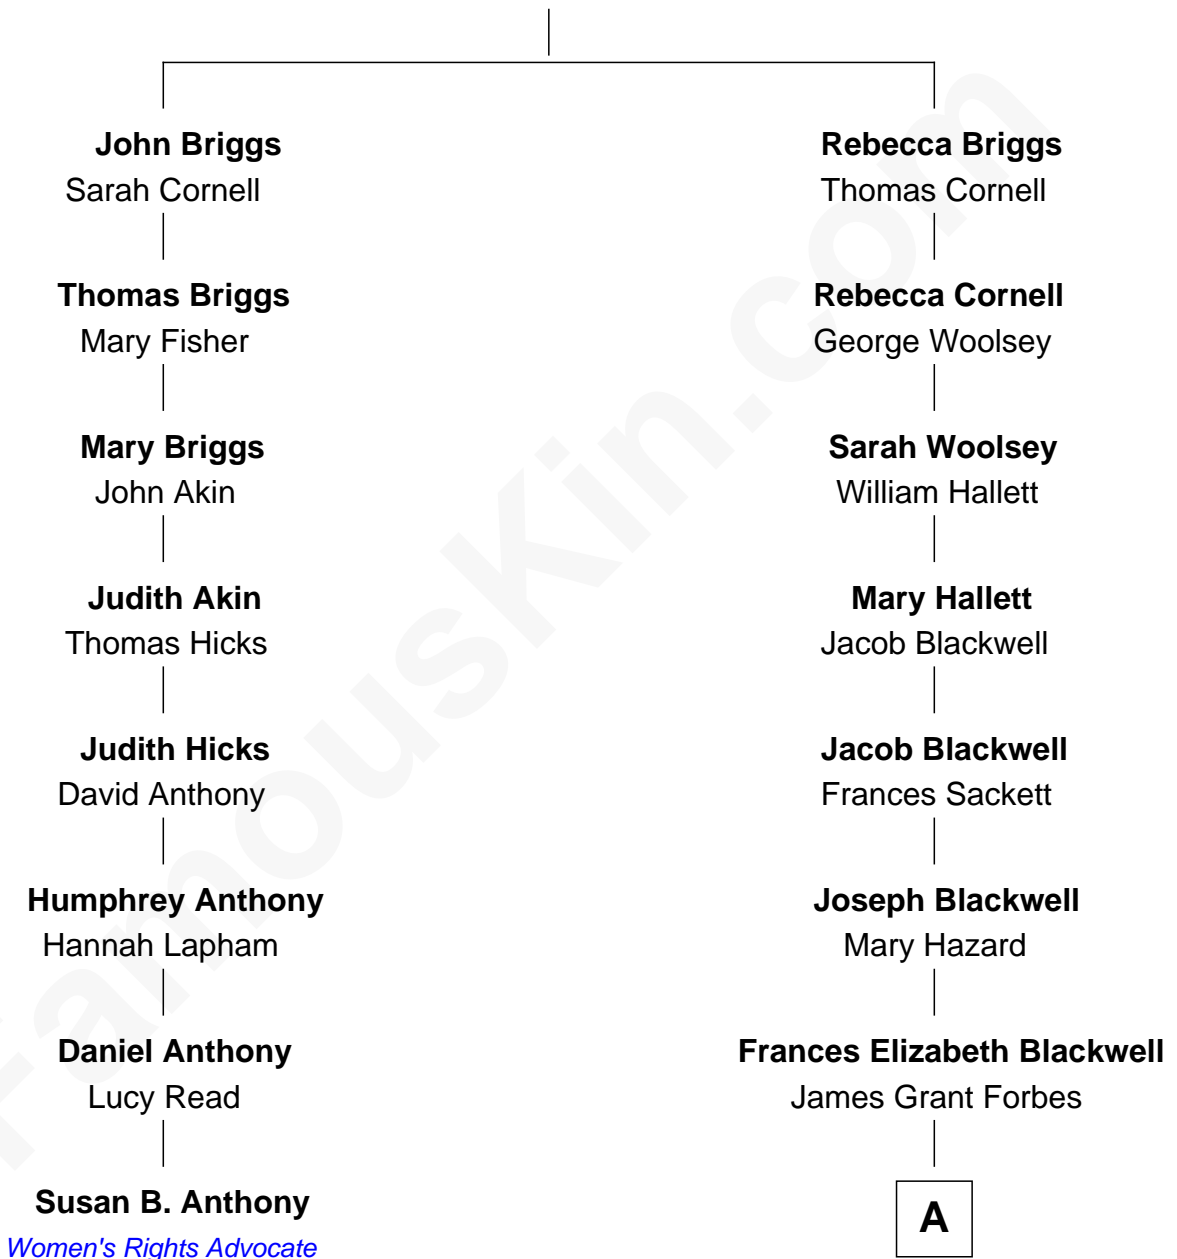 John Briggs
Sarah Cornell
Thomas Briggs
Mary Fisher
Mary Briggs
John Akin
Judith Akin
Thomas Hicks
Judith Hicks
David Anthony
Humphrey Anthony
Hannah Lapham
Daniel Anthony
Lucy Read
Susan B. Anthony
Women's Rights Advocate
Rebecca Briggs
Thomas Cornell
Rebecca Cornell
George Woolsey
Sarah Woolsey
William Hallett
Mary Hallett
Jacob Blackwell
Jacob Blackwell
Frances Sackett
Joseph Blackwell
Mary Hazard
Frances Elizabeth Blackwell
James Grant Forbes
A
FamousKin.com